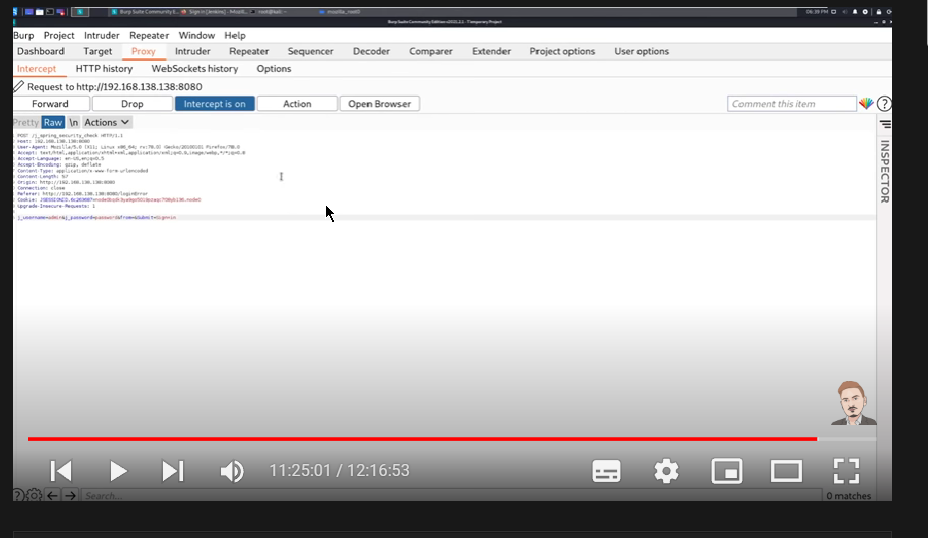 Burp Suite Community E...
Sign in [Jenkins] - Mozil...
root@kali: ~
06:39 PM
Burp Suite Community Edition - Temporary Project
Burp Project Intruder Repeater Window Help
Dashboard Target Proxy Intruder Repeater Sequencer Decoder Comparer Extender Project options User options
Intercept HTTP history WebSockets history Options
Request to http://192.168.138.138:8080
Forward Drop Intercept is on Action Open Browser Comment this item ?
Pretty Raw \n Actions
INSPECTOR
POST /j_spring_security_check HTTP/1.1
Host: 192.168.138.138:8080
User-Agent: Mozilla/5.0 (X11; Linux x86_64; rv:78.0) Gecko/20100101 Firefox/78.0
Accept: text/html,application/xhtml+xml,application/xml;q=0.9,image/webp,*/*;q=0.8
Accept-Language: en-US,en;q=0.5
Accept-Encoding: gzip, deflate
Content-Type: application/x-www-form-urlencoded
Content-Length:
Origin: http://192.168.138.138:8080
Connection: close
Referer: http://192.168.138.138:8080/loginError
Cookie:
Upgrade-Insecure-Requests: 1
j_username=admin&j_password=password&from=&Submit=Sign+in
11:25:01 / 12:16:53
? Search... 0 matches